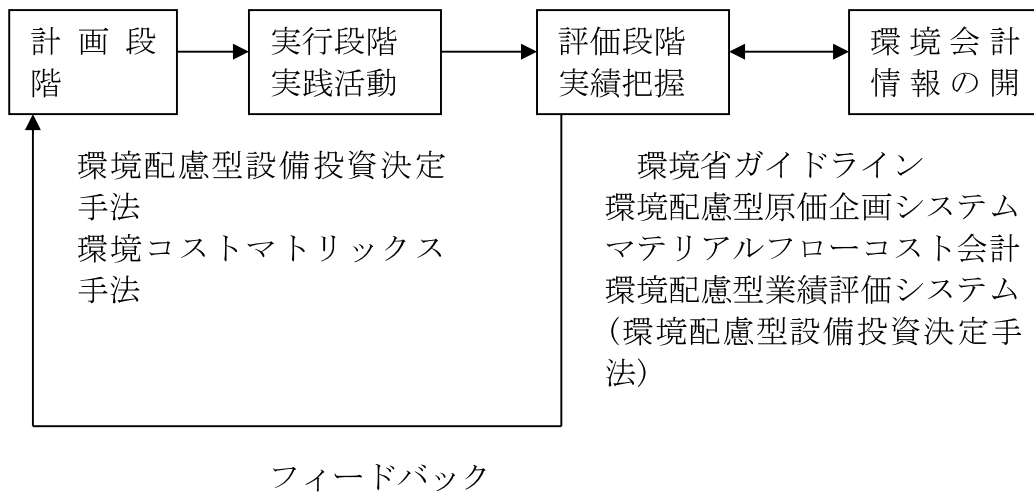 計画段
階
実行段階
実践活動
評価段階
実績把握
環境会計
情報の開
環境配慮型設備投資決定
手法
環境コストマトリックス
手法
環境省ガイドライン
環境配慮型原価企画システム
マテリアルフローコスト会計
環境配慮型業績評価システム
(環境配慮型設備投資決定手
法)
フィードバック